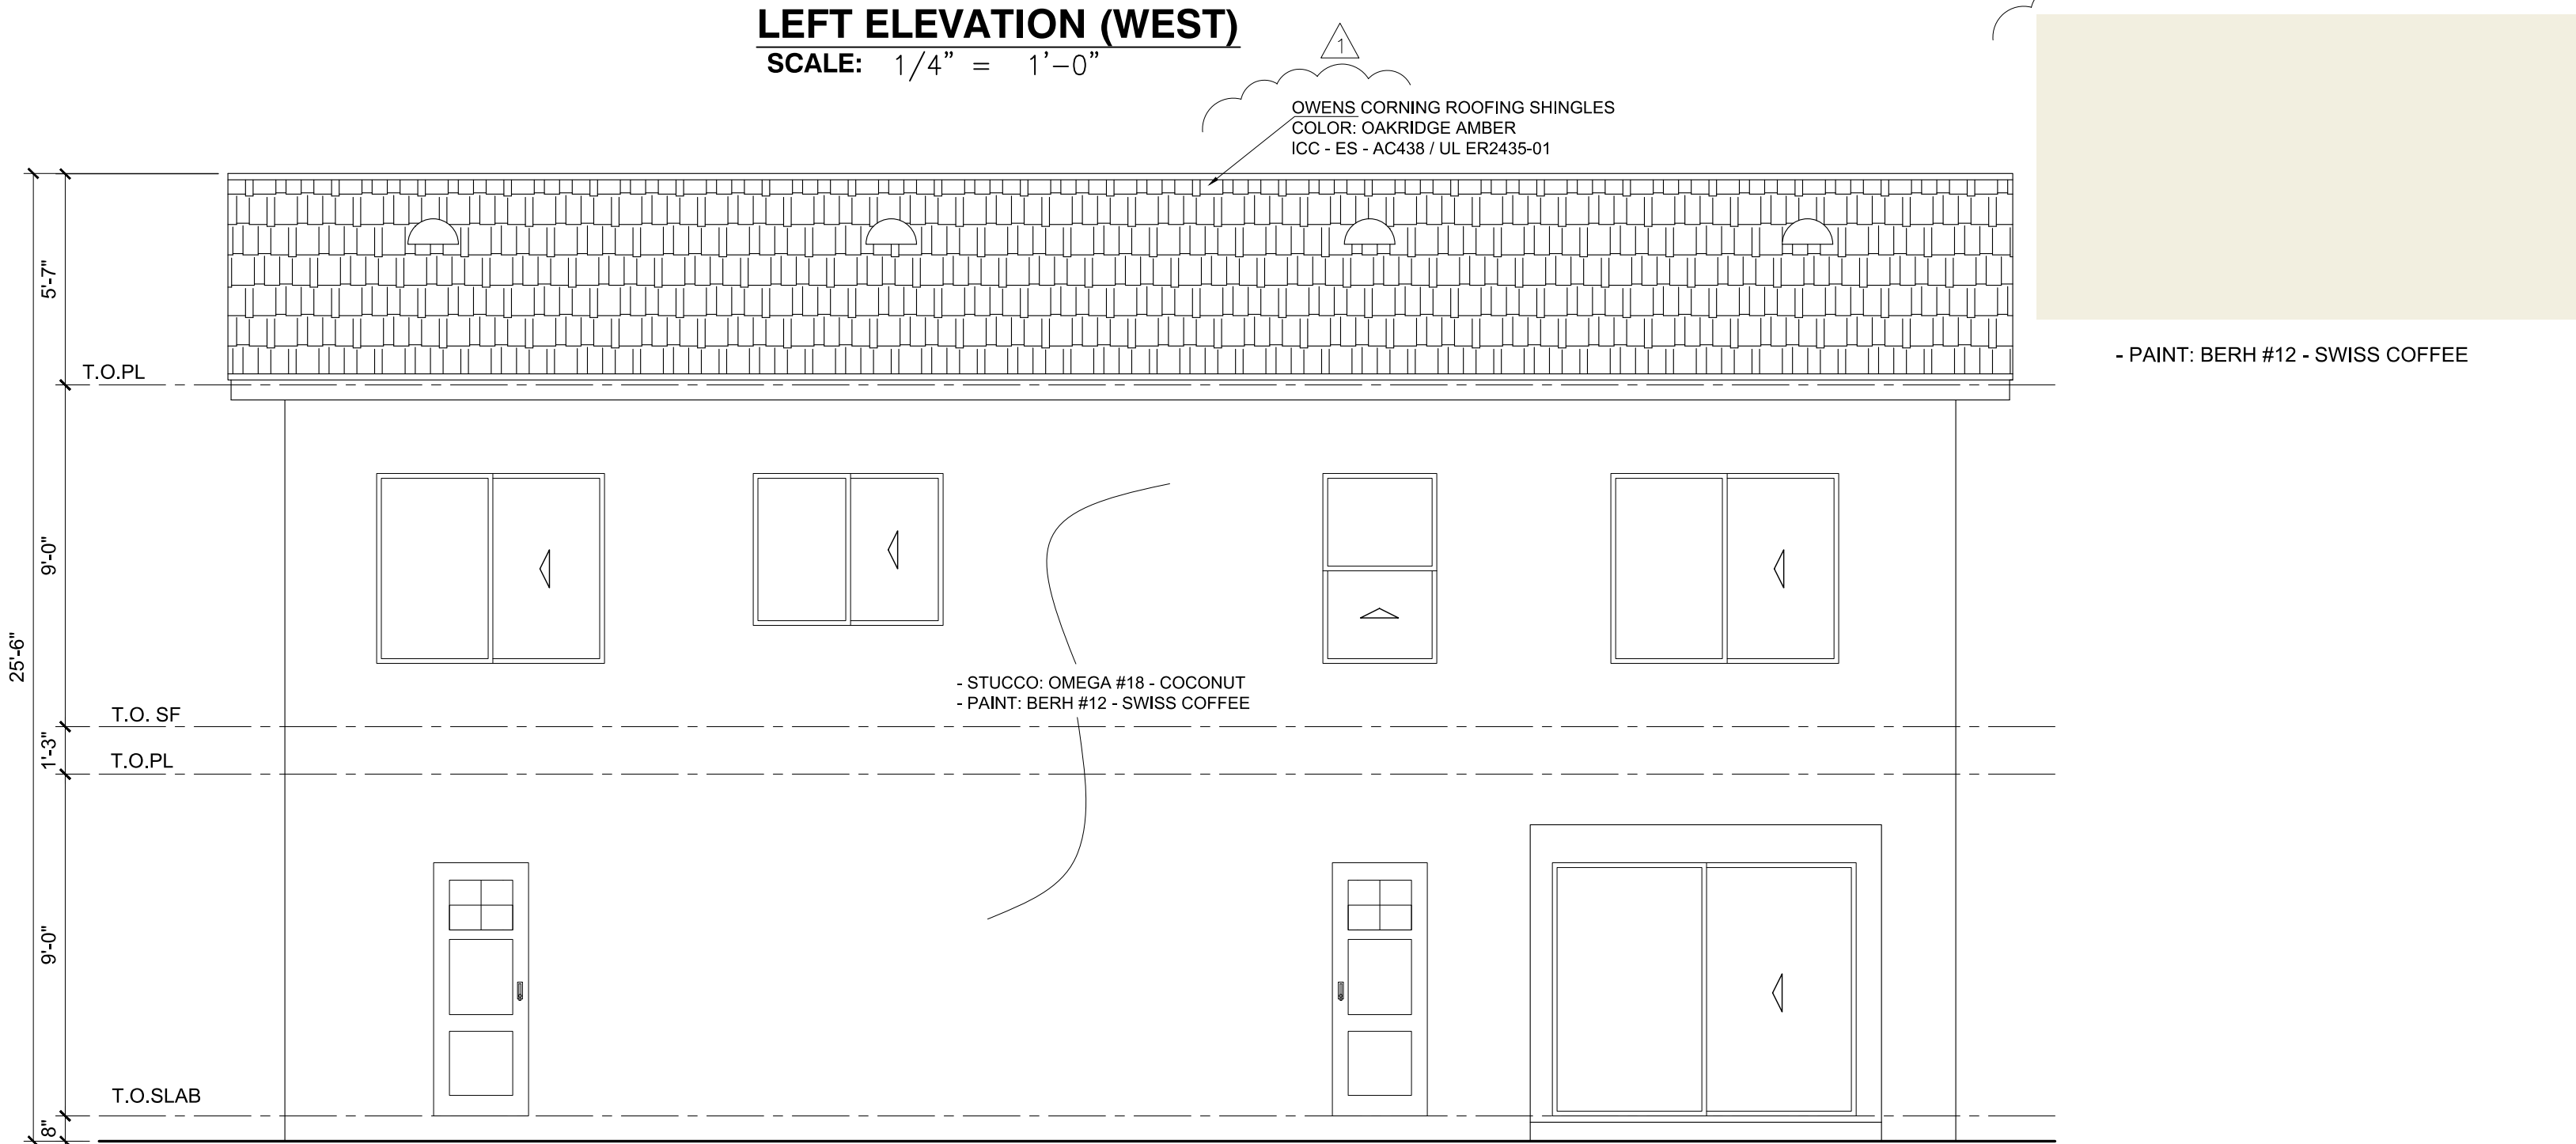 LEFT ELEVATION (WEST)
SCALE: 1/4" = 1'-0"
1
OWENS CORNING ROOFING SHINGLES
COLOR: OAKRIDGE AMBER
ICC - ES - AC438 / UL ER2435-01
- PAINT: BERH #12 - SWISS COFFEE
5'-7"
T.O.PL
9'-0"
25'-6"
- STUCCO: OMEGA #18 - COCONUT
- PAINT: BERH #12 - SWISS COFFEE
T.O. SF
1'-3"
T.O.PL
9'-0"
T.O.SLAB
8"